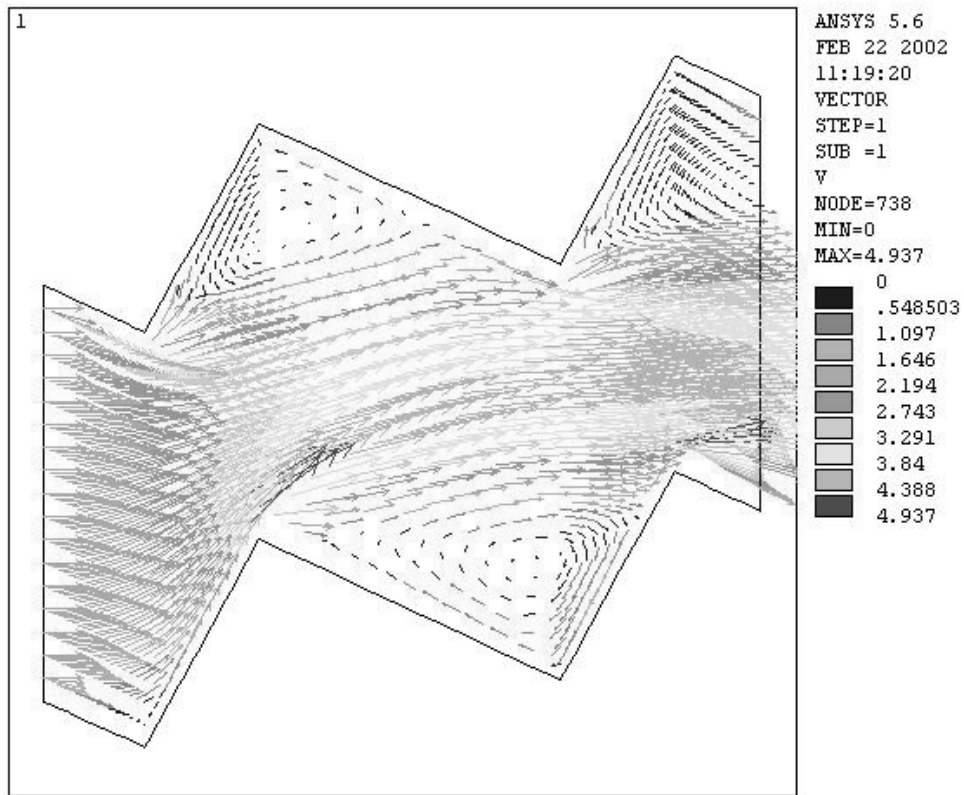 1
ANSYS 5.6
FEB 22 2002
11:19:20
VECTOR
STEP=1
SUB =1
V
NODE=738
MIN=0
MAX=4.937
0
.548503
1.097
1.646
2.194
2.743
3.291
3.84
4.388
4.937